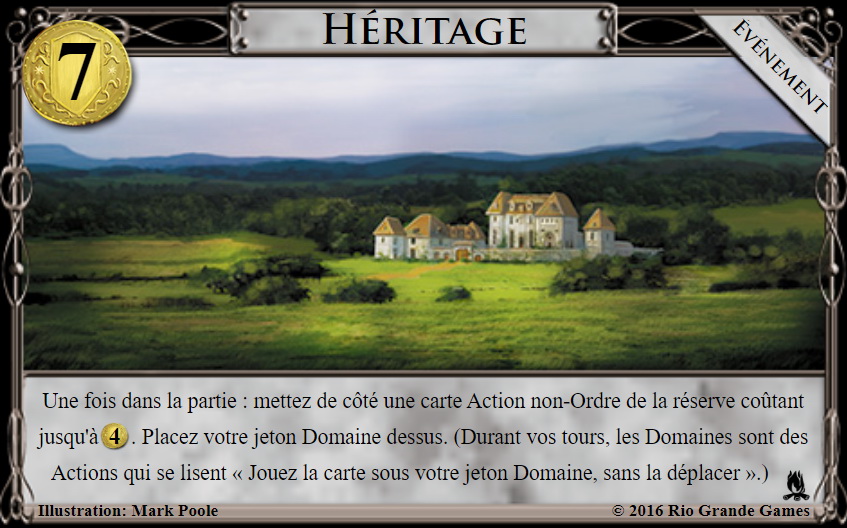 HÉRITAGE
7
ÉVÉNEMENT
Une fois dans la partie : mettez de côté une carte Action non-Ordre de la réserve coûtant
jusqu'à 4 . Placez votre jeton Domaine dessus. (Durant vos tours, les Domaines sont des
Actions qui se lisent « Jouez la carte sous votre jeton Domaine, sans la déplacer ».)
Illustration: Mark Poole
© 2016 Rio Grande Games